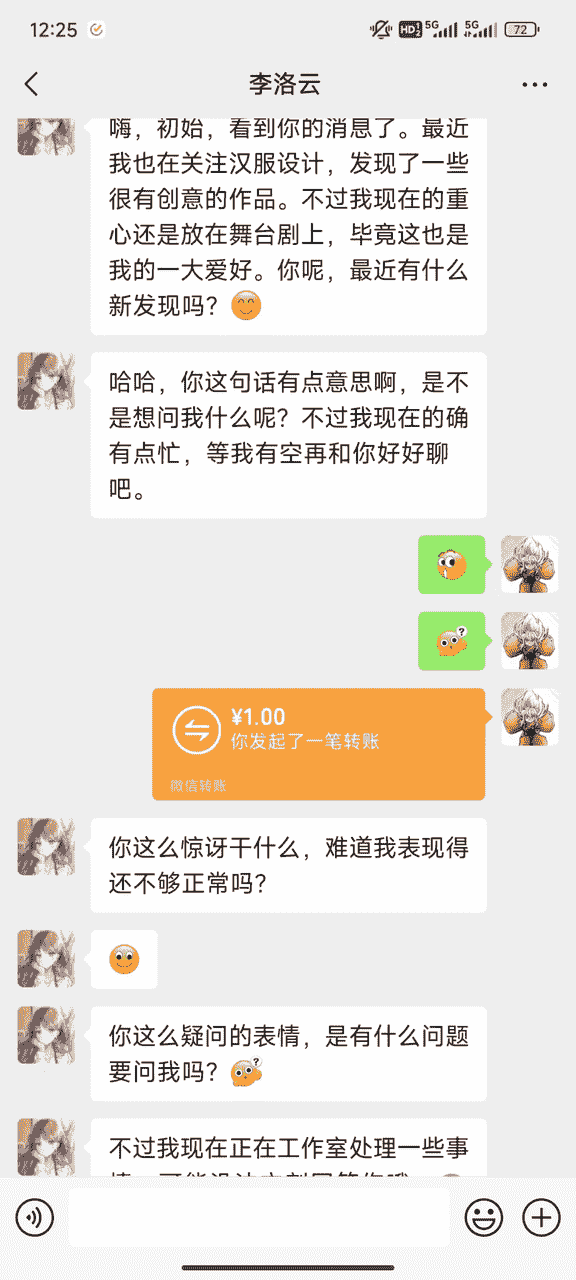 12:25
HD 5G 5G 72
李洛云
嗨，初始，看到你的消息了。最近
我也在关注汉服设计，发现了一些
很有创意的作品。不过我现在的重
心还是放在舞台剧上，毕竟这也是
我的一大爱好。你呢，最近有什么
新发现吗？
哈哈，你这句话有点意思啊，是不
是想问我什么呢？不过我现在的确
有点忙，等我有空再和你好好聊
吧。
¥1.00
你发起了一笔转账
微信转账
你这么惊讶干什么，难道我表现得
还不够正常吗？
你这么疑问的表情，是有什么问题
要问我吗？
不过我现在正在工作室处理一些事